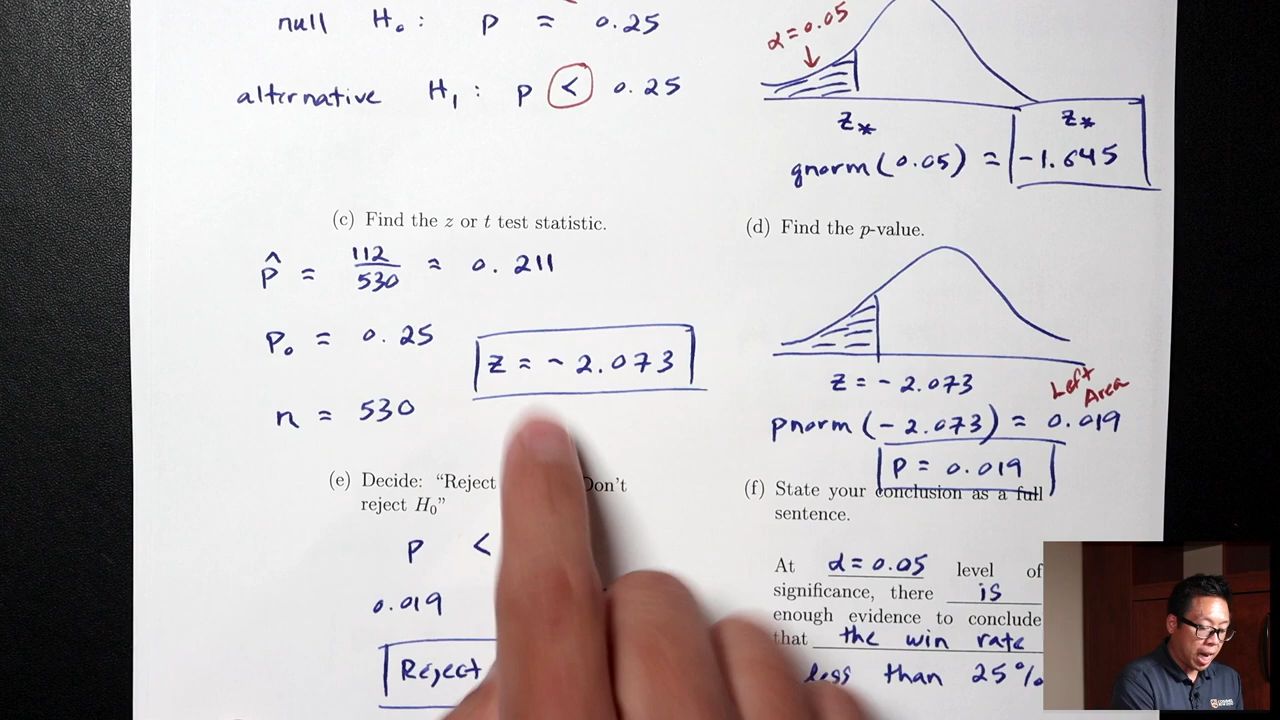 null H₀ : p = 0.25
alternative H₁ : p < 0.25
α = 0.05
z*
z*
qnorm(0.05) = -1.645
(c) Find the z or t test statistic.
p̂ = 112/530 = 0.211
p₀ = 0.25
z = -2.073
n = 530
(d) Find the p-value.
z = -2.073
Left
Area
pnorm(-2.073) = 0.019
p = 0.019
(e) Decide: “Reject Don’t
reject H₀”
p <
0.019
Reject
(f) State your conclusion as a full
sentence.
At α = 0.05 level of
significance, there is
enough evidence to conclude
that the win rate
less than 25%